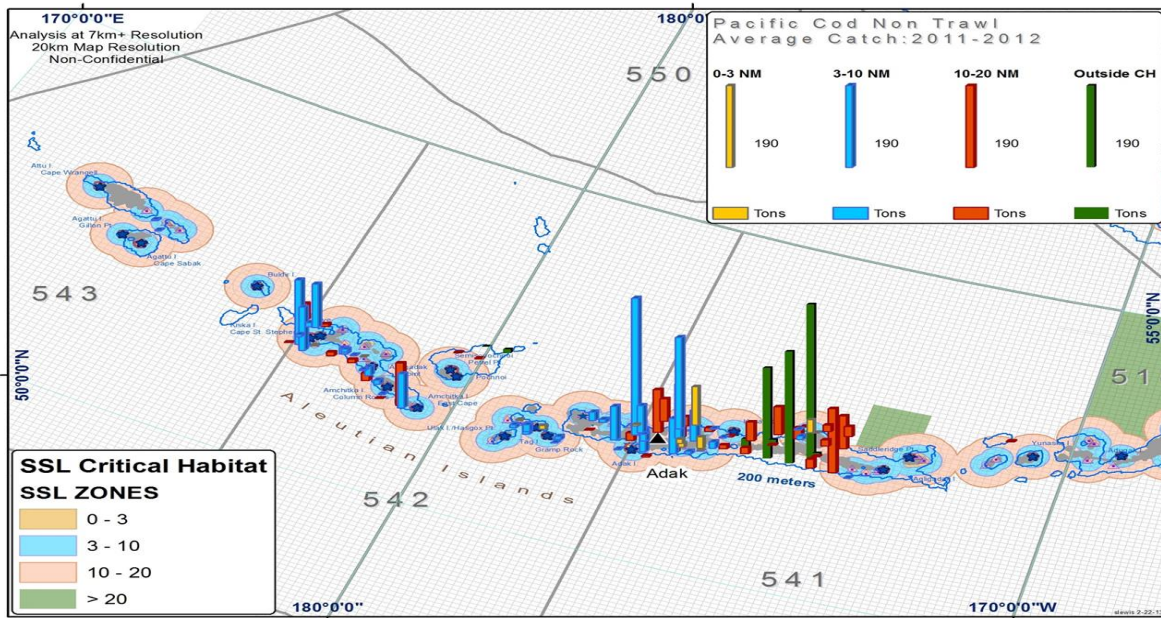 170°0'0"E
180°0'
Analysis at 7km+ Resolution
20km Map Resolution
Non-Confidential
Pacific Cod Non Trawl
Average Catch:2011-2012
0-3 NM 3-10 NM 10-20 NM Outside CH
190 190 190 190
Tons Tons Tons Tons
550
Attu I.
Cape Wrangell
Agattu I.
Gillon Pt
Agattu I.
Cape Sabak
543
Buldir I.
Kiska I.
Cape St. Stephen
55°0'0"N
50°0'0"N
51
Amchitka I.
Column Rock
Amchitka I.
East Cape
Ulak I./Hasgox Pt
Tag I.
Gramp Rock
Adak I.
Adak
200 meters
Yunaska I.
Aleutian Islands
542
541
SSL Critical Habitat
SSL ZONES
0 - 3
3 - 10
10 - 20
> 20
180°0'0"
170°0'0"W